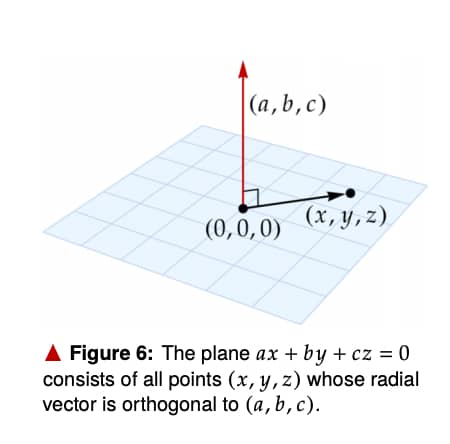 (a, b, c)
(0, 0, 0)
(x, y, z)
▲ Figure 6: The plane ax + by + cz = 0
consists of all points (x, y, z) whose radial
vector is orthogonal to (a, b, c).